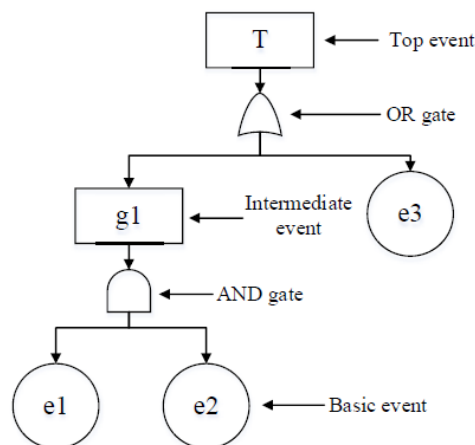 T
Top event
OR gate
g1
Intermediate
event
e3
AND gate
e1
e2
Basic event